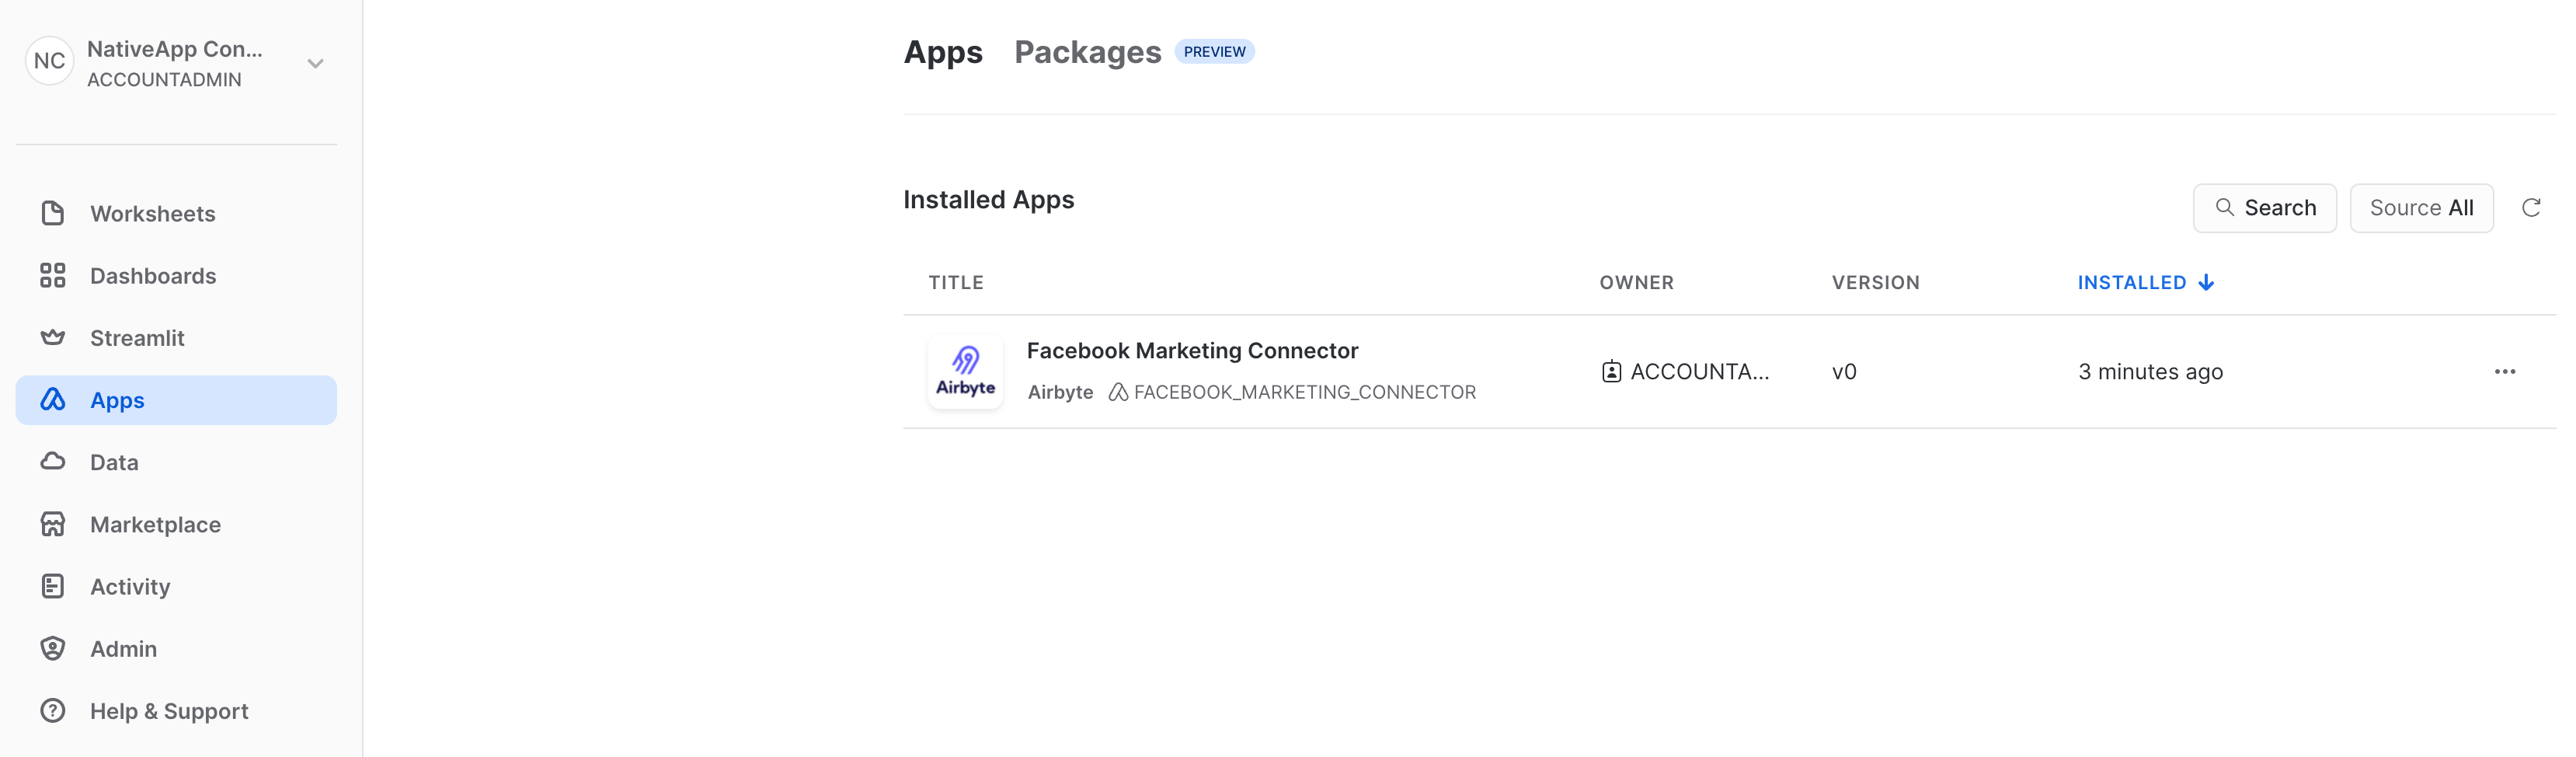 NC
NativeApp Con...
ACCOUNTADMIN
Worksheets
Dashboards
Streamlit
Apps
Data
Marketplace
Activity
Admin
Help & Support
Apps Packages PREVIEW
Installed Apps
Search Source All
TITLE OWNER VERSION INSTALLED
Airbyte
Facebook Marketing Connector
Airbyte FACEBOOK_MARKETING_CONNECTOR
ACCOUNTA... v0 3 minutes ago